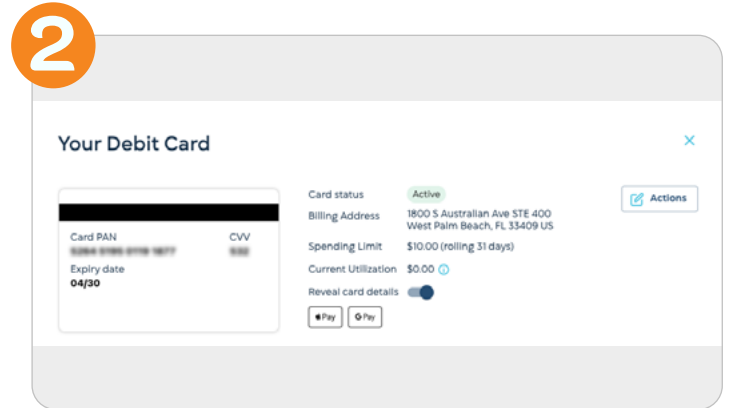 2
Your Debit Card
Card status Active
Actions
Billing Address 1800 S Australian Ave STE 400
West Palm Beach, FL 33409 US
Card PAN CVV
Spending Limit $10.00 (rolling 31 days)
Expiry date
04/30
Current Utilization $0.00
Reveal card details
Pay G Pay